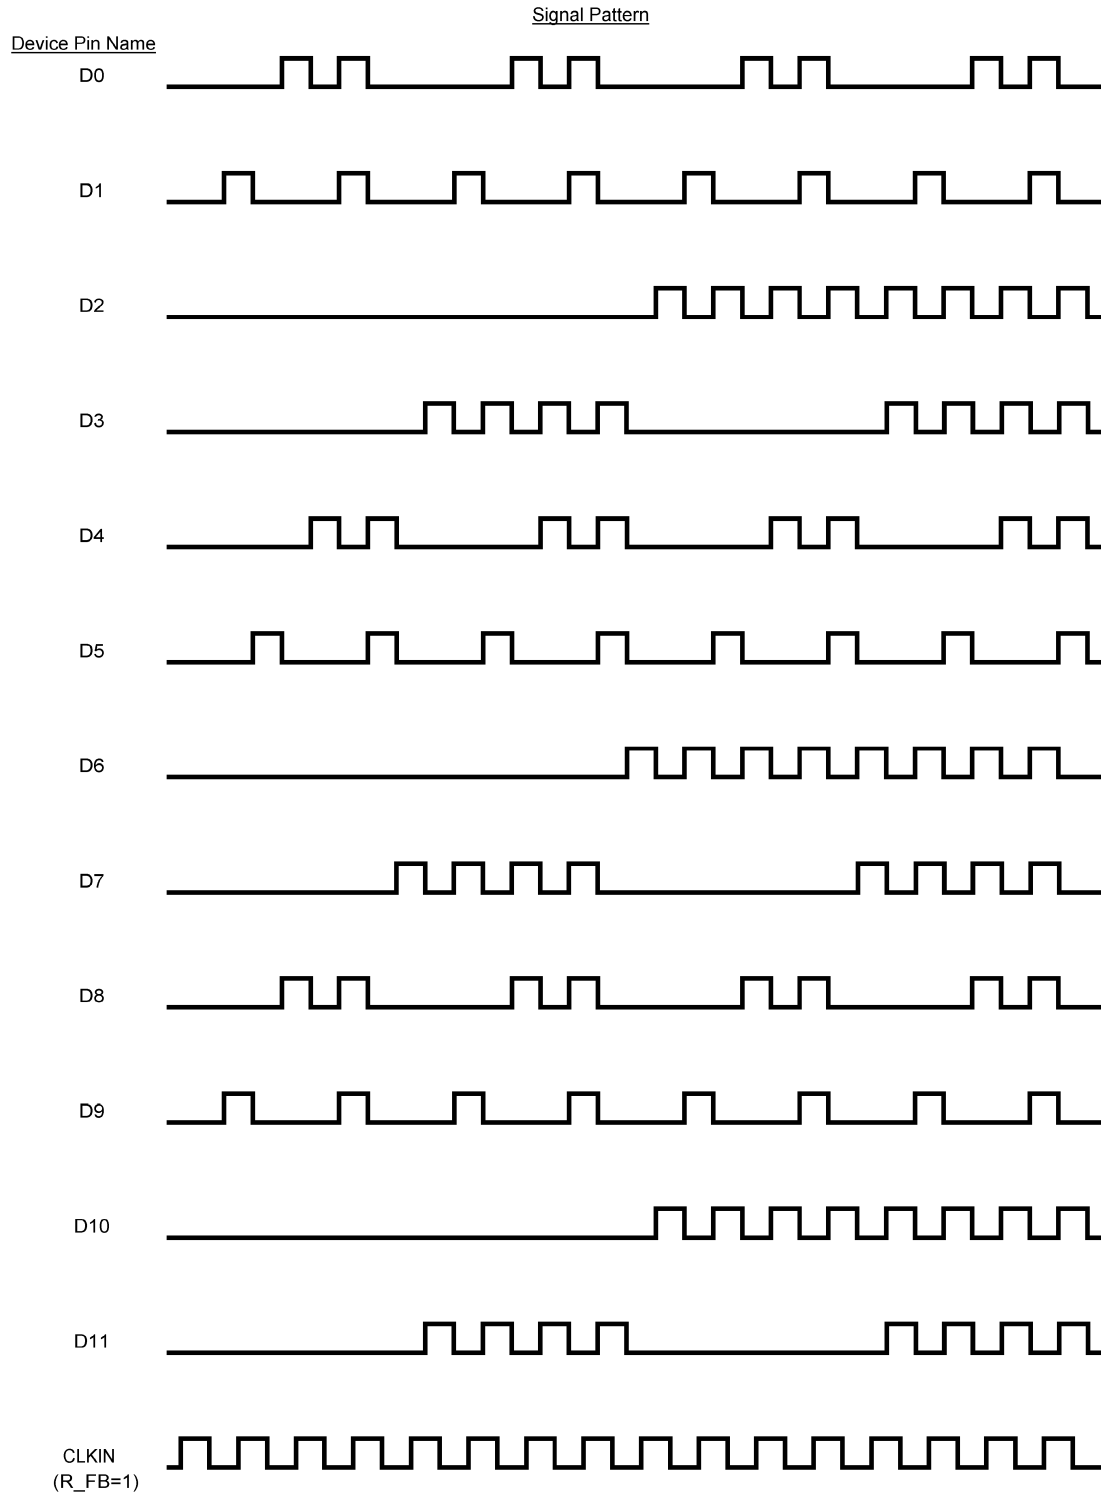 Signal Pattern
Device Pin Name
D0
D1
D2
D3
D4
D5
D6
D7
D8
D9
D10
D11
CLKIN
(R_FB=1)